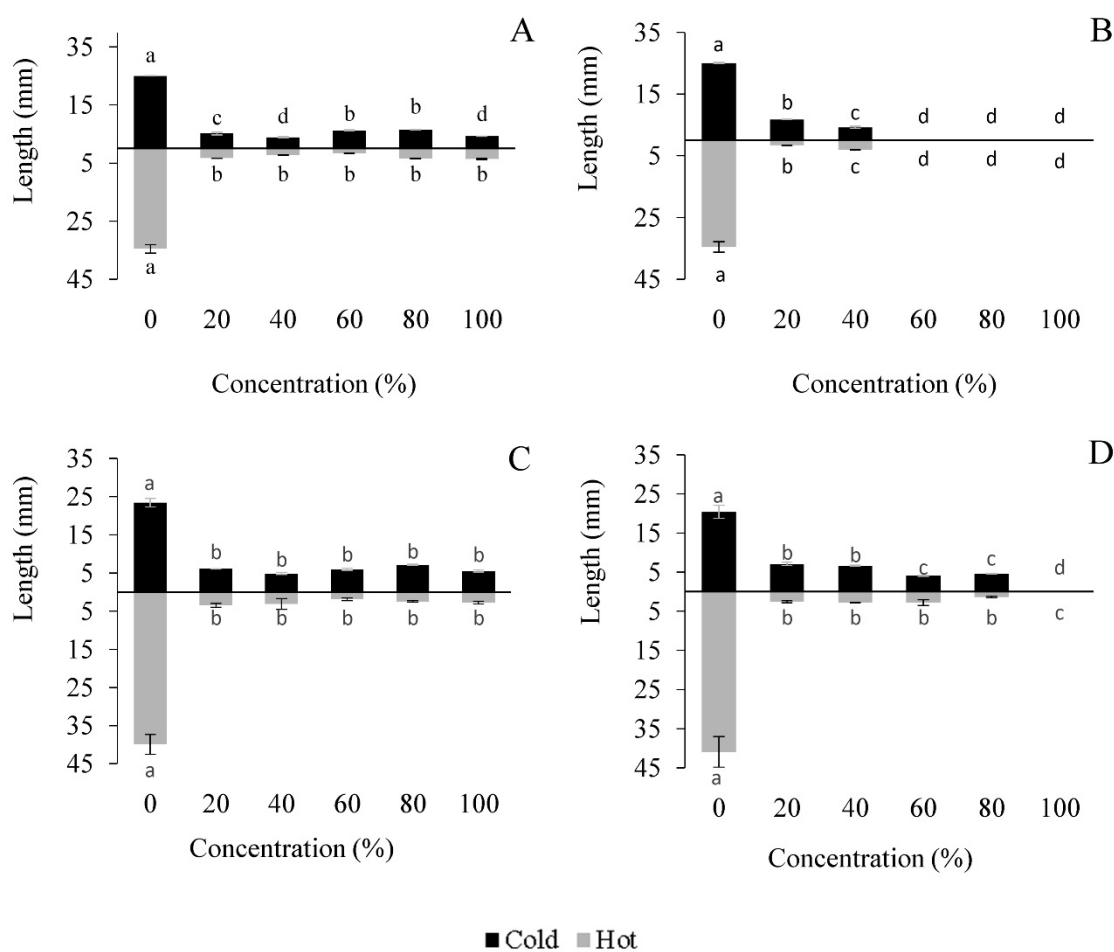 A
Length (mm)
35
15
5
25
45
a c d b b d
a b b b b b
0 20 40 60 80 100
Concentration (%)
B
Length (mm)
35
15
5
25
45
a b c d d d
a b c d d d
0 20 40 60 80 100
Concentration (%)
C
Length (mm)
35
25
15
5
5
15
25
35
45
a b b b b b
a b b b b b
0 20 40 60 80 100
Concentration (%)
D
Length (mm)
35
25
15
5
5
15
25
35
45
a b b c c d
a b b b b c
0 20 40 60 80 100
Concentration (%)
Cold Hot